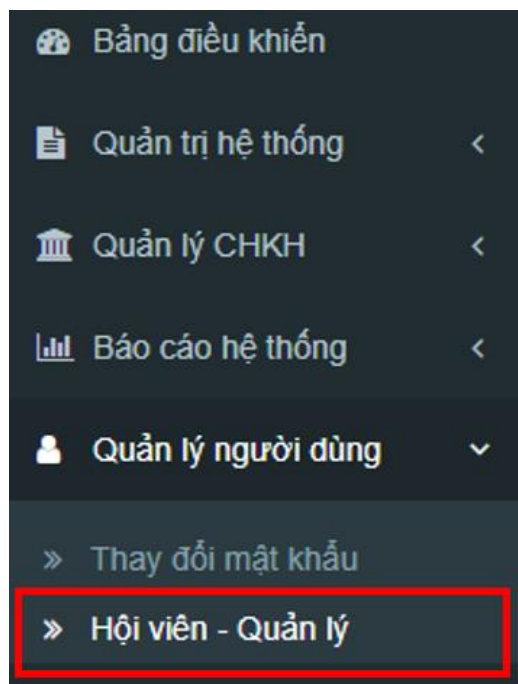 Bảng điều khiển
Quản trị hệ thống
Quản lý CHKH
Báo cáo hệ thống
Quản lý người dùng
Thay đổi mật khẩu
Hội viên - Quản lý